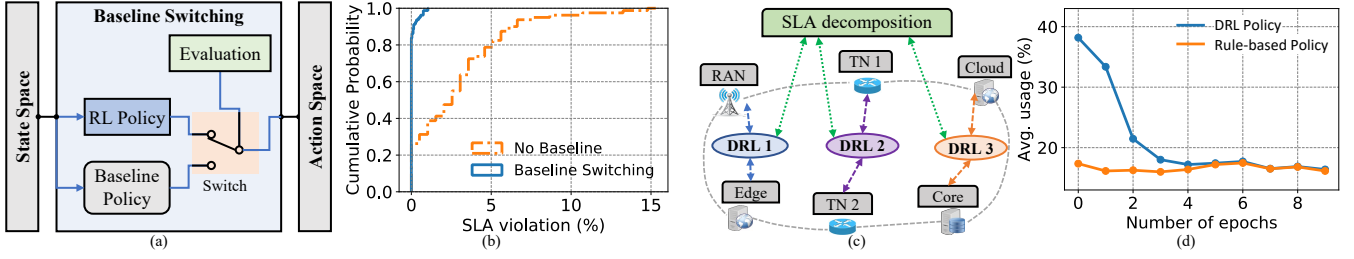 Baseline Switching
State Space
Evaluation
RL Policy
Baseline
Policy
Switch
Action Space
(a)
Cumulative Probability
1.0
0.8
0.6
0.4
0.2
0.0
No Baseline
Baseline Switching
0
5
10
15
SLA violation (%)
(b)
SLA decomposition
RAN
TN 1
Cloud
DRL 1
DRL 2
DRL 3
Edge
TN 2
Core
(c)
Avg. usage (%)
40
30
20
DRL Policy
Rule-based Policy
0
2
4
6
8
Number of epochs
(d)